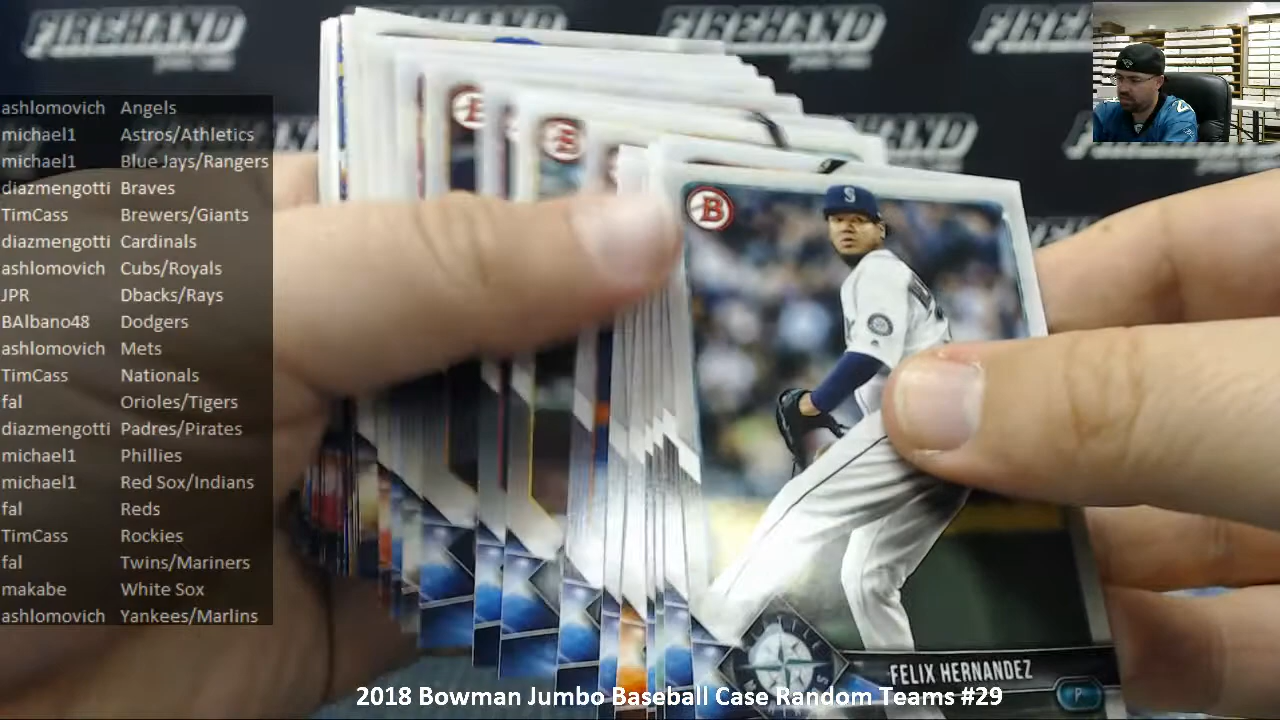 FIREHAND
FIREHAND
FIREHAND
ashlomovich Angels
michael1 Astros/Athletics
michael1 Blue Jays/Rangers
diazmengotti Braves
TimCass Brewers/Giants
diazmengotti Cardinals
ashlomovich Cubs/Royals
JPR Dbacks/Rays
BAlbano48 Dodgers
ashlomovich Mets
TimCass Nationals
fal Orioles/Tigers
diazmengotti Padres/Pirates
michael1 Phillies
michael1 Red Sox/Indians
fal Reds
TimCass Rockies
fal Twins/Mariners
makabe White Sox
ashlomovich Yankees/Marlins
B
S
FELIX HERNANDEZ
P
2018 Bowman Jumbo Baseball Case Random Teams #29